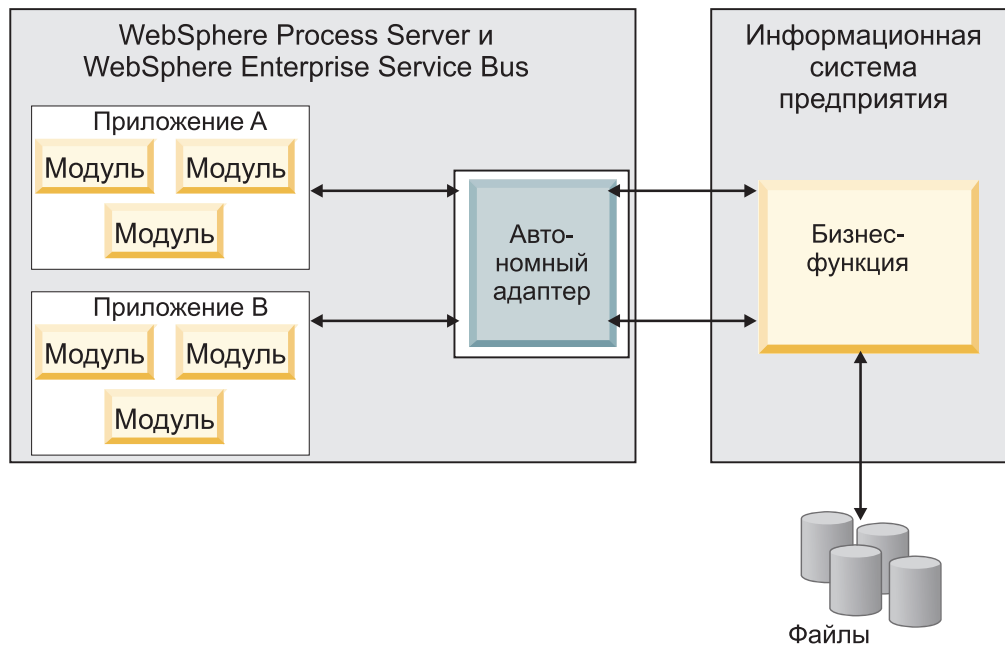 WebSphere Process Server и
WebSphere Enterprise Service Bus
Приложение A
Модуль
Модуль
Модуль
Приложение B
Модуль
Модуль
Модуль
Авто-
номный
адаптер
Информационная
система
предприятия
Бизнес-
функция
Файлы